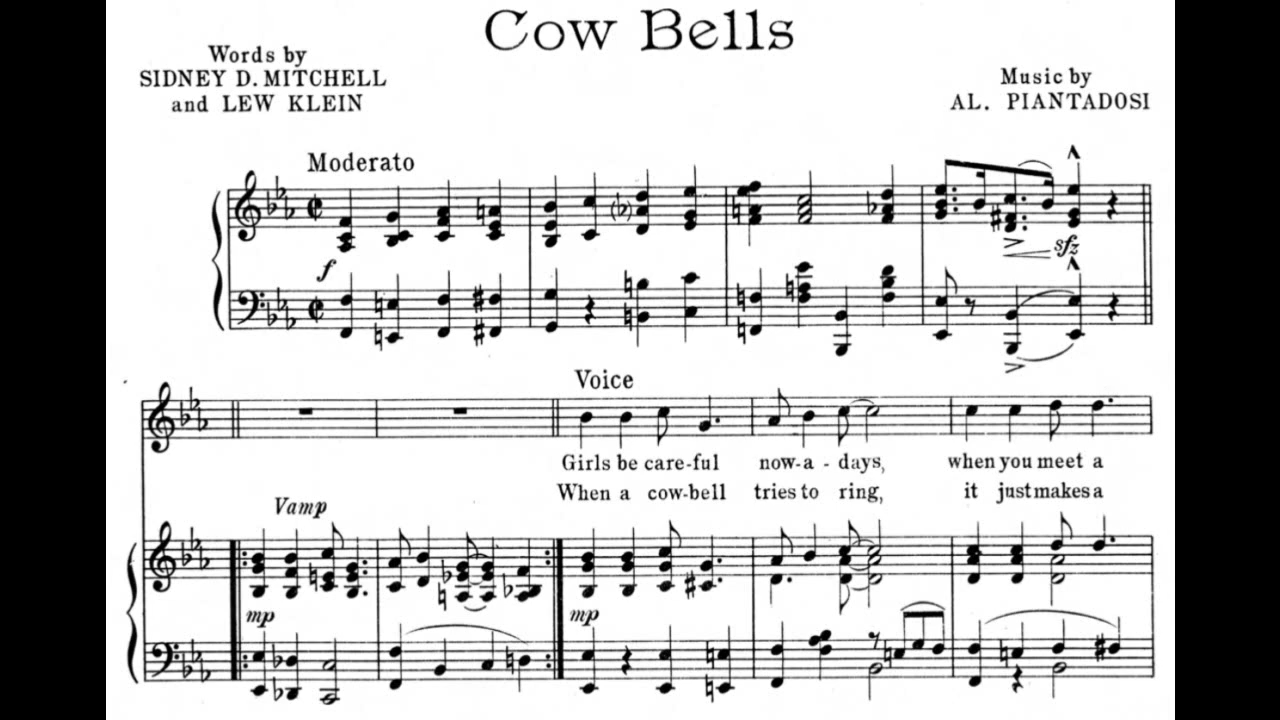 Cow Bells
Words by
SIDNEY D. MITCHELL
and LEW KLEIN
Music by
AL. PIANTADOSI
Moderato
f
sfz
Voice
Girls be care-ful now-a-days, when you meet a
When a cow-bell tries to ring, it just makes a
Vamp
mp
mp